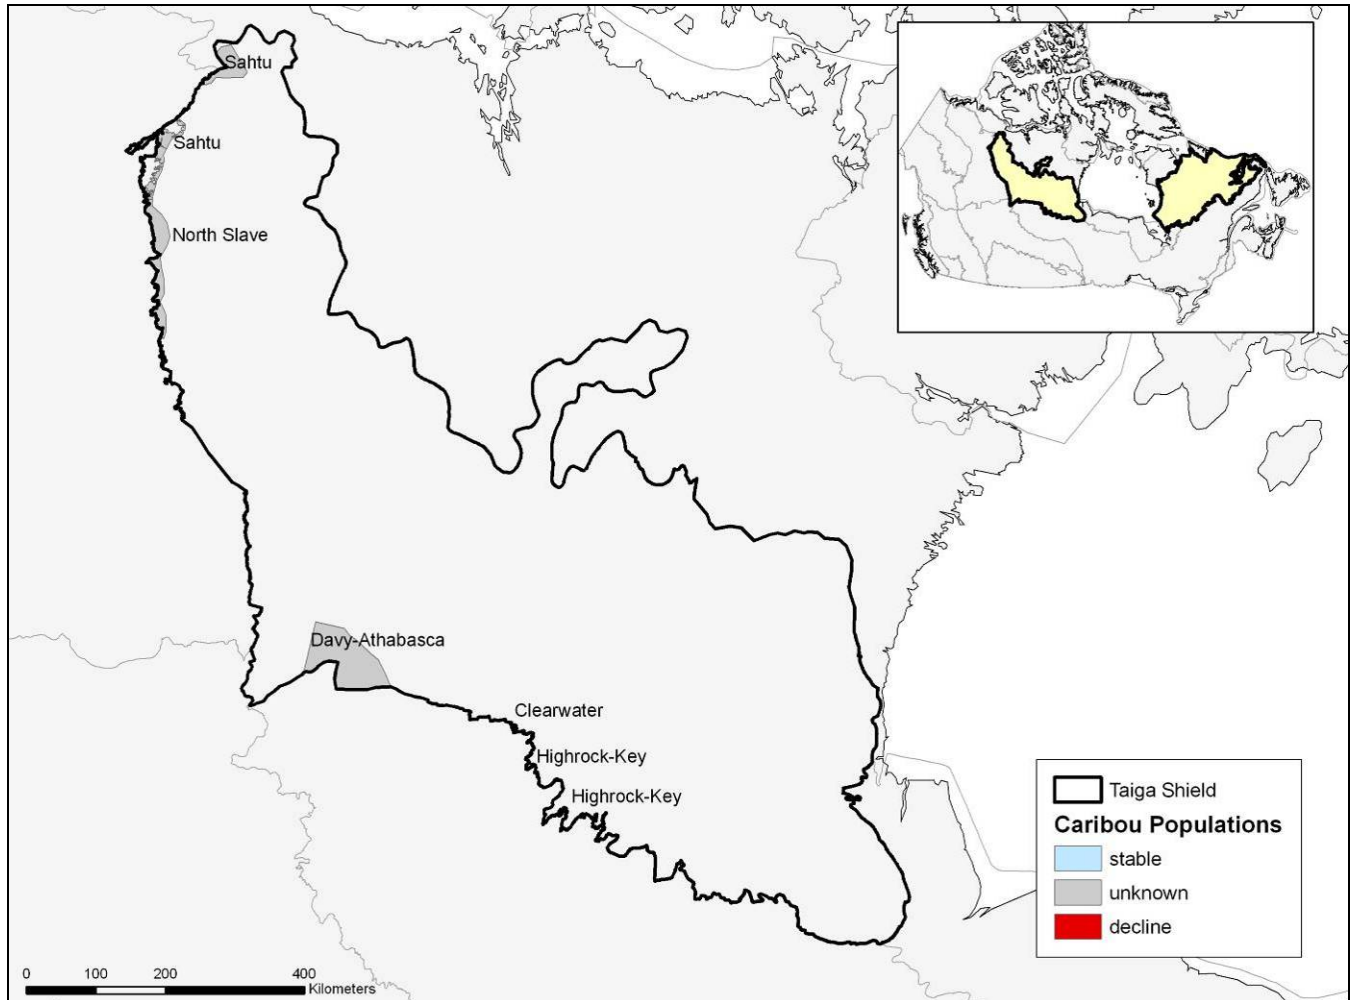 Sahtu
Sahtu
North Slave
Davy-Athabasca
Clearwater
Highrock-Key
Highrock-Key
Taiga Shield
Caribou Populations
stable
unknown
decline
0 100 200 400
Kilometers